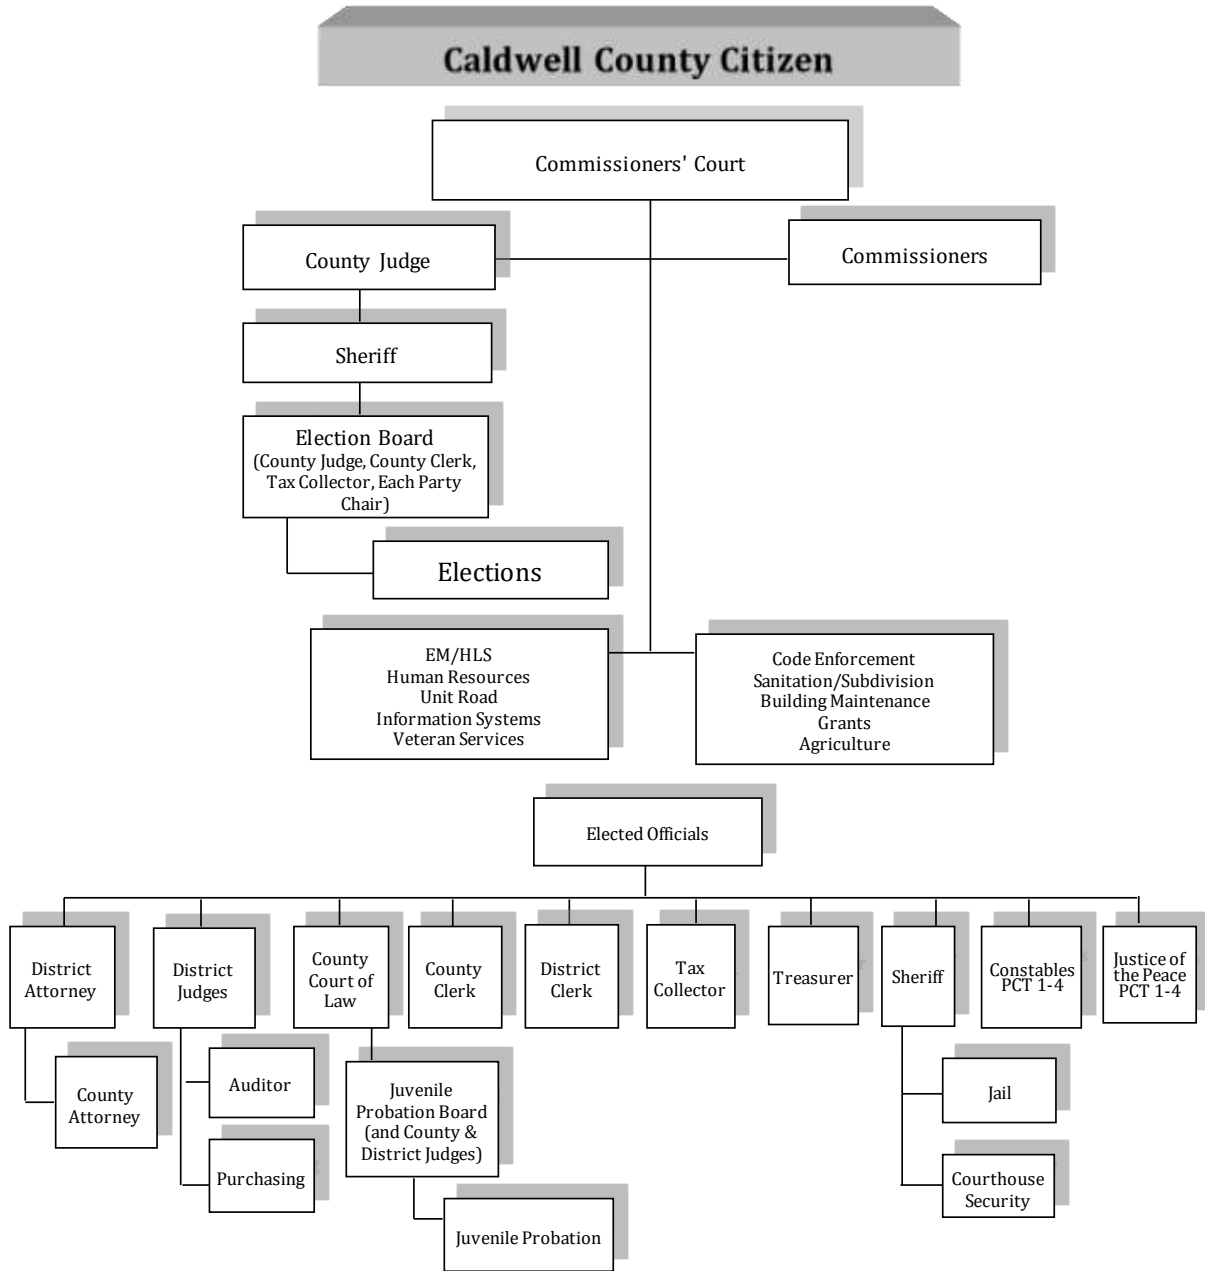 Caldwell County Citizen
Commissioners' Court
County Judge
Commissioners
Sheriff
Election Board
(County Judge, County Clerk,
Tax Collector, Each Party
Chair)
Elections
EM/HLS
Human Resources
Unit Road
Information Systems
Veteran Services
Code Enforcement
Sanitation/Subdivision
Building Maintenance
Grants
Agriculture
Elected Officials
District
Attorney
District
Judges
County
Court of
Law
County
Clerk
District
Clerk
Tax
Collector
Treasurer
Sheriff
Constables
PCT 1-4
Justice of
the Peace
PCT 1-4
County
Attorney
Auditor
Purchasing
Juvenile
Probation Board
(and County &
District Judges)
Juvenile Probation
Jail
Courthouse
Security